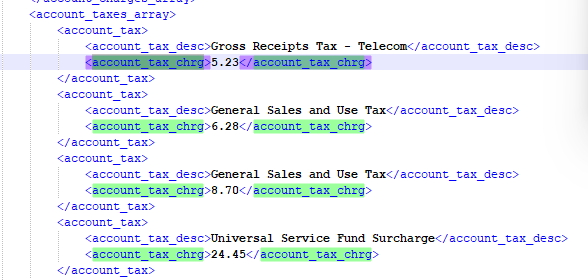 </account_charges_array>
<account_taxes_array>
<account_tax>
<account_tax_desc>Gross Receipts Tax - Telecom</account_tax_desc>
<account_tax_chrg>5.23</account_tax_chrg>
</account_tax>
<account_tax>
<account_tax_desc>General Sales and Use Tax</account_tax_desc>
<account_tax_chrg>6.28</account_tax_chrg>
</account_tax>
<account_tax>
<account_tax_desc>General Sales and Use Tax</account_tax_desc>
<account_tax_chrg>8.70</account_tax_chrg>
</account_tax>
<account_tax>
<account_tax_desc>Universal Service Fund Surcharge</account_tax_desc>
<account_tax_chrg>24.45</account_tax_chrg>
</account_tax>